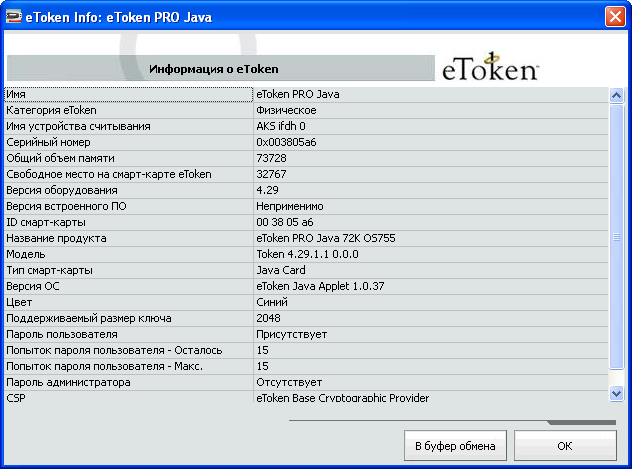 eToken Info: eToken PRO Java
Информация о eToken
eToken
Имя eToken PRO Java
Категория eToken Физическое
Имя устройства считывания AKS ifdh 0
Серийный номер 0x003805a6
Общий объем памяти 73728
Свободное место на смарт-карте eToken 32767
Версия оборудования 4.29
Версия встроенного ПО Неприменимо
ID смарт-карты 00 38 05 a6
Название продукта eToken PRO Java 72K OS755
Модель Token 4.29.1.1 0.0.0
Тип смарт-карты Java Card
Версия ОС eToken Java Applet 1.0.37
Цвет Синий
Поддерживаемый размер ключа 2048
Пароль пользователя Присутствует
Попыток пароля пользователя - Осталось 15
Попыток пароля пользователя - Макс. 15
Пароль администратора Отсутствует
CSP eToken Base Cryptographic Provider
В буфер обмена OK